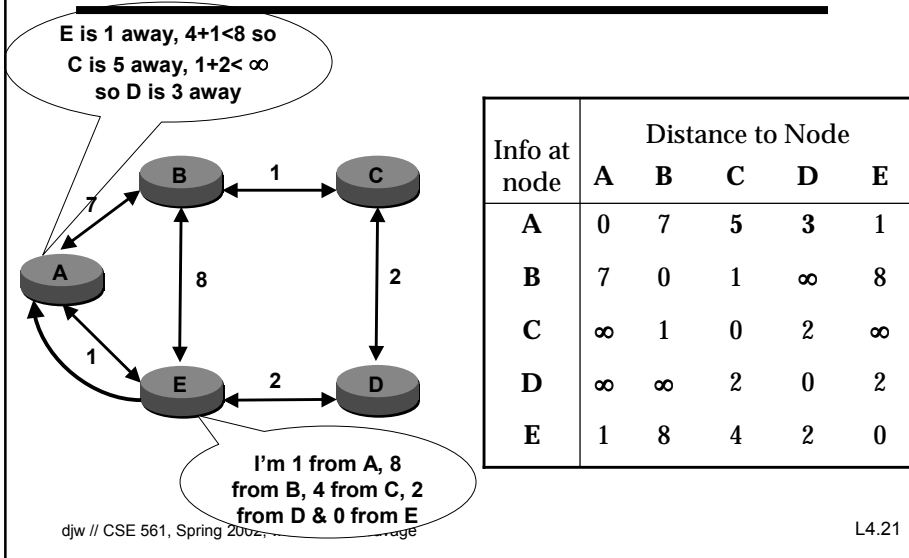 E is 1 away, 4+1<8 so
C is 5 away, 1+2< ∞
so D is 3 away
B
1
C
7
A
8
2
1
E
2
D
I'm 1 from A, 8
from B, 4 from C, 2
from D & 0 from E
Info at node
Distance to Node
A B C D E
A 0 7 5 3 1
B 7 0 1 ∞ 8
C ∞ 1 0 2 ∞
D ∞ ∞ 2 0 2
E 1 8 4 2 0
djw // CSE 561, Spring 2002,
L4.21